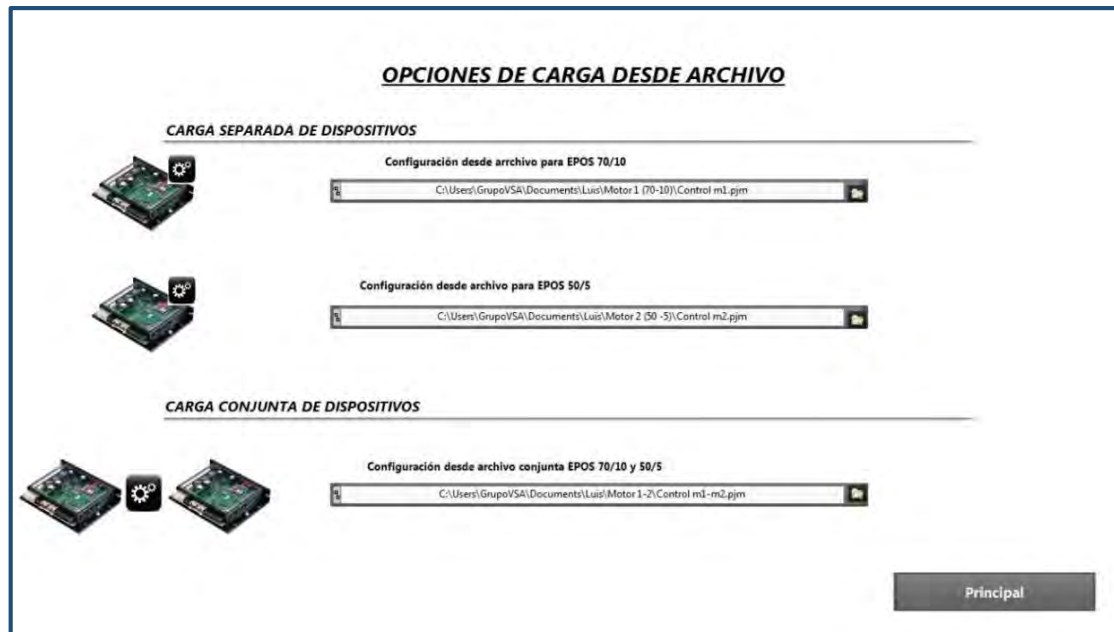 OPCIONES DE CARGA DESDE ARCHIVO
CARGA SEPARADA DE DISPOSITIVOS
Configuración desde arrchivo para EPOS 70/10
C:\Users\GrupoVSA\Documents\Luis\Motor 1 (70-10)\Control m1.pjm
Configuración desde archivo para EPOS 50/5
C:\Users\GrupoVSA\Documents\Luis\Motor 2 (50 -5)\Control m2.pjm
CARGA CONJUNTA DE DISPOSITIVOS
Configuración desde archivo conjunta EPOS 70/10 y 50/5
C:\Users\GrupoVSA\Documents\Luis\Motor 1-2\Control m1-m2.pjm
Principal